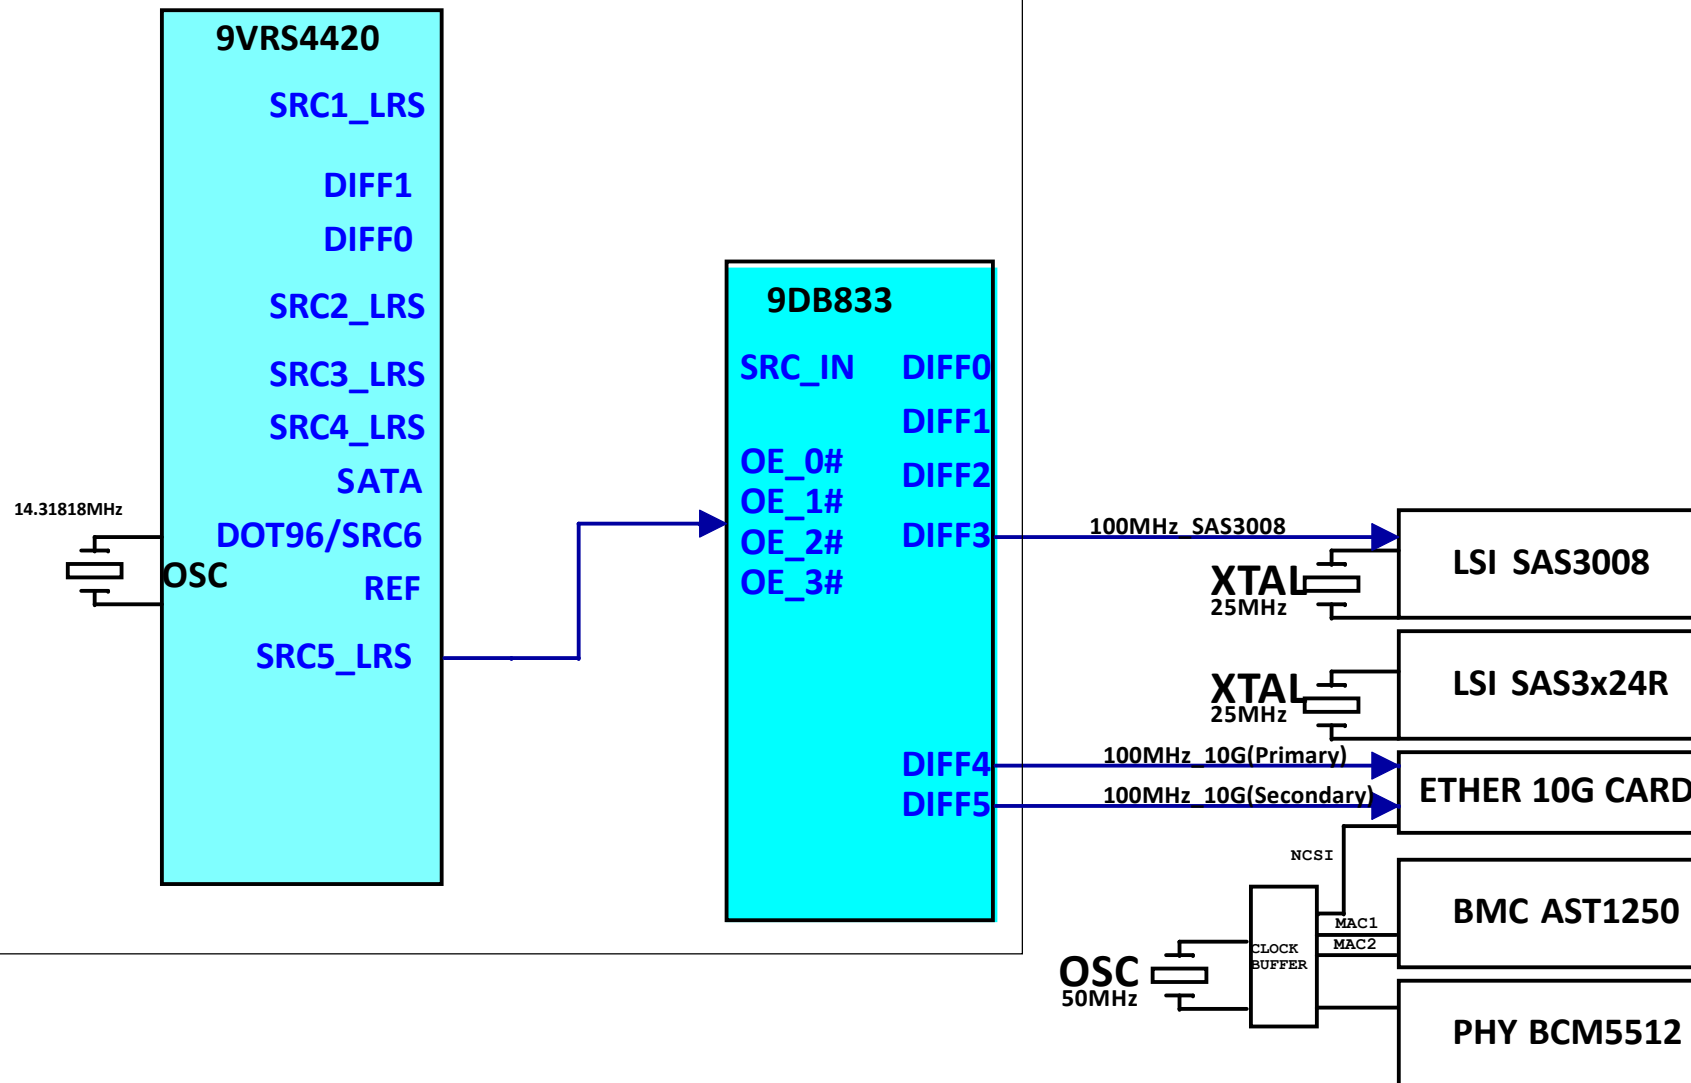 9VRS4420
SRC1_LRS
DIFF1
DIFF0
SRC2_LRS
SRC3_LRS
SRC4_LRS
SATA
DOT96/SRC6
REF
SRC5_LRS
14.31818MHz
OSC
9DB833
SRC_IN
OE_0#
OE_1#
OE_2#
OE_3#
DIFF0
DIFF1
DIFF2
DIFF3
DIFF4
DIFF5
100MHz_SAS3008
XTAL
25MHz
LSI SAS3008
XTAL
25MHz
LSI SAS3x24R
100MHz_10G(Primary)
100MHz_10G(Secondary)
ETHER 10G CARD
NCSI
MAC1
MAC2
BMC AST1250
CLOCK
BUFFER
OSC
50MHz
PHY BCM5512